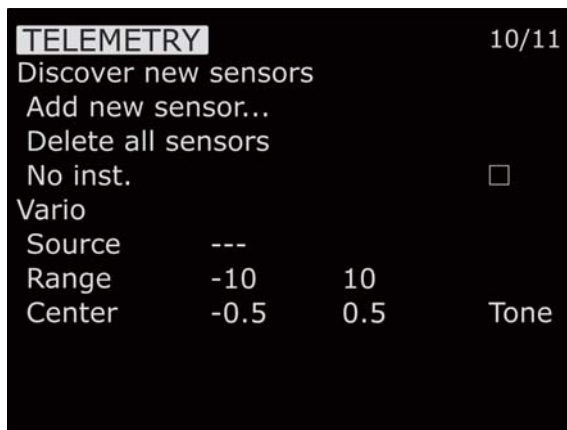 TELEMETRY 10/11
Discover new sensors
Add new sensor...
Delete all sensors
No inst.
Vario
Source ---
Range -10 10
Center -0.5 0.5 Tone